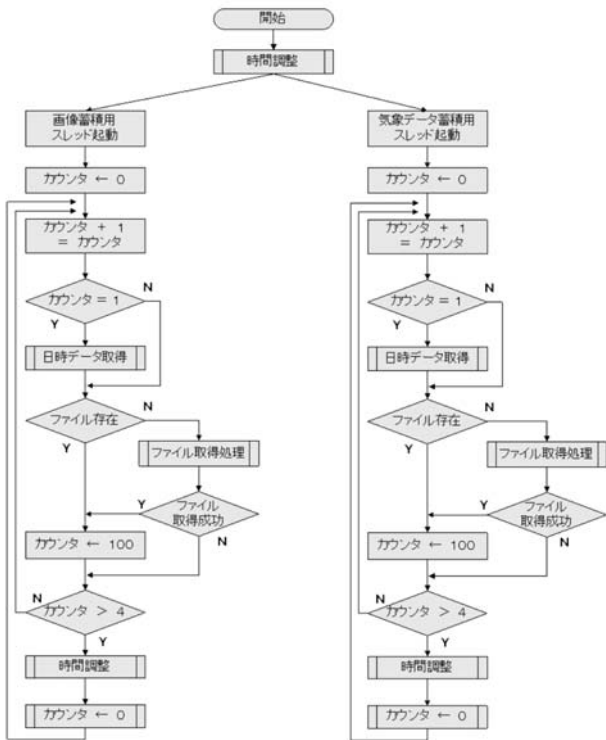 開始
時間調整
画像蓄積用
スレッド起動
カウンタ ← 0
カウンタ + 1
= カウンタ
カウンタ = 1
N
Y
日時データ取得
ファイル存在
N
Y
ファイル取得処理
ファイル
取得成功
Y
N
カウンタ ← 100
カウンタ > 4
N
Y
時間調整
カウンタ ← 0
気象データ蓄積用
スレッド起動
カウンタ ← 0
カウンタ + 1
= カウンタ
カウンタ = 1
N
Y
日時データ取得
ファイル存在
N
Y
ファイル取得処理
ファイル
取得成功
Y
N
カウンタ ← 100
カウンタ > 4
N
Y
時間調整
カウンタ ← 0